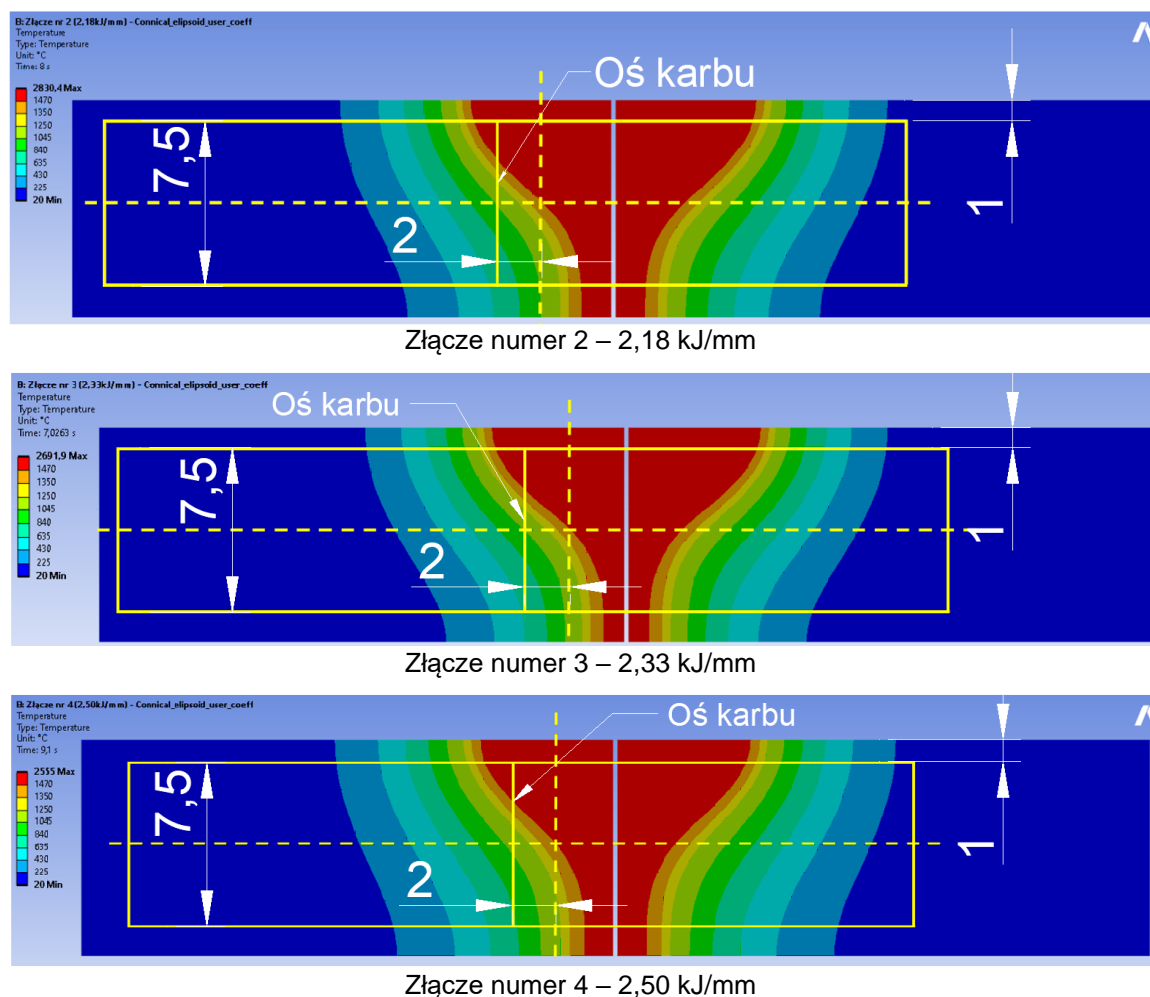 B: Złącze nr 2 (2,18kJ/mm) - Connical_elipsoid_user_coeff
Temperature
Type: Temperature
Unit: °C
Time: 8 s
2830,4 Max
1470
1350
1250
1045
840
635
430
225
20 Min
Oś karbu
7,5
2
1
Złącze numer 2 – 2,18 kJ/mm
B: Złącze nr 3 (2,33kJ/mm) - Connical_elipsoid_user_coeff
Temperature
Type: Temperature
Unit: °C
Time: 7,0263 s
2691,9 Max
1470
1350
1250
1045
840
635
430
225
20 Min
Oś karbu
7,5
2
1
Złącze numer 3 – 2,33 kJ/mm
B: Złącze nr 4 (2,50kJ/mm) - Connical_elipsoid_user_coeff
Temperature
Type: Temperature
Unit: °C
Time: 9,1 s
2555 Max
1470
1350
1250
1045
840
635
430
225
20 Min
Oś karbu
7,5
2
1
Złącze numer 4 – 2,50 kJ/mm